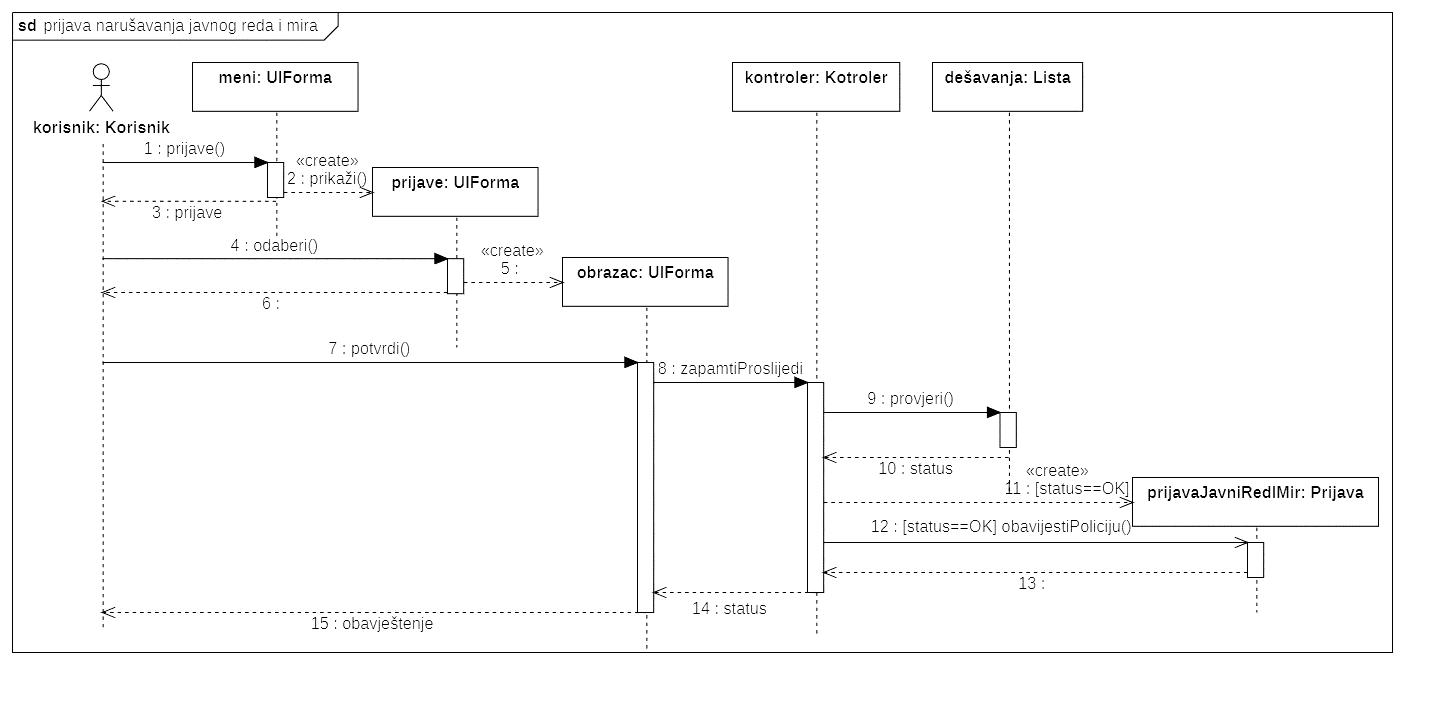 sd prijava narušavanja javnog reda i mira
meni: UIForma
kontroler: Kotroler
dešavanja: Lista
korisnik: Korisnik
1 : prijave()
«create»
2 : prikaži()
prijave: UIForma
3 : prijave
4 : odaberi()
«create»
5 :
obrazac: UIForma
6 :
7 : potvrdi()
8 : zapamtiProslijedi
9 : provjeri()
10 : status
«create»
11 : [status==OK]
prijavaJavniRedIMir: Prijava
12 : [status==OK] obavijestiPoliciju()
13 :
14 : status
15 : obavještenje